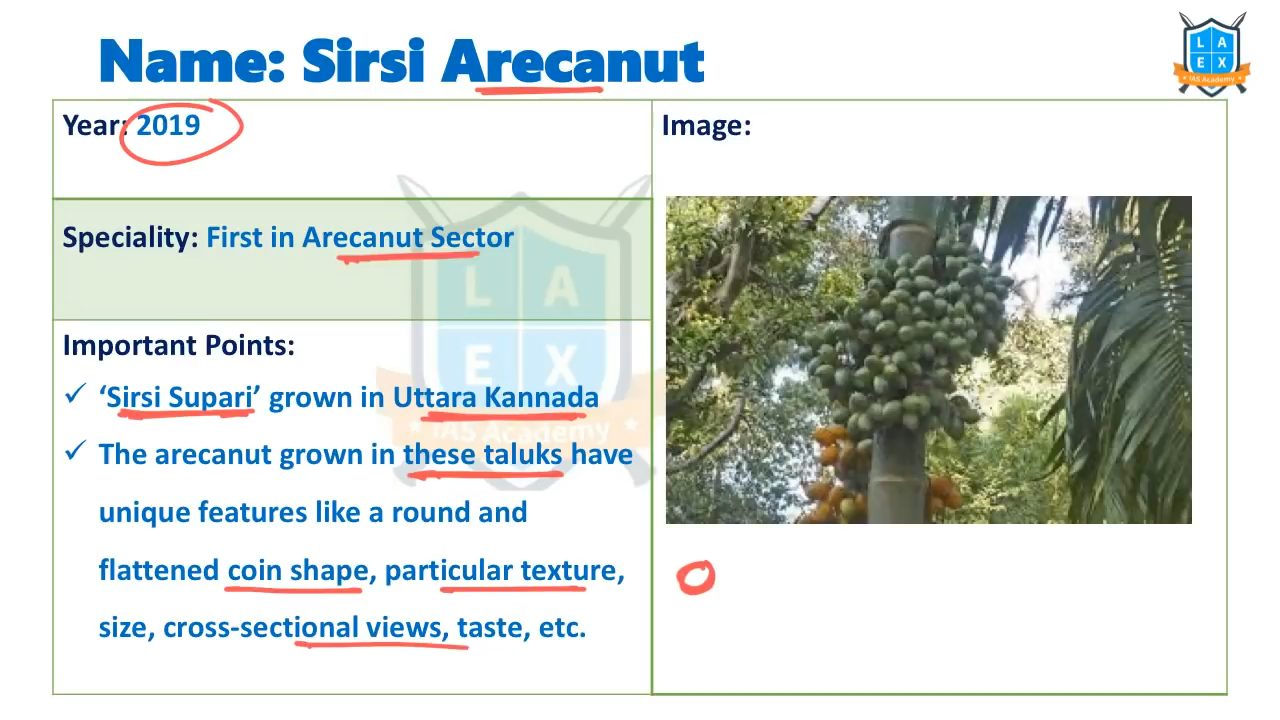 Name: Sirsi Arecanut
L A
E X
IAS Academy
Year: 2019
Image:
Speciality: First in Arecanut Sector
L A
E X
IAS Academy
Important Points:
✓ ‘Sirsi Supari’ grown in Uttara Kannada
✓ The arecanut grown in these taluks have
unique features like a round and
flattened coin shape, particular texture,
size, cross-sectional views, taste, etc.